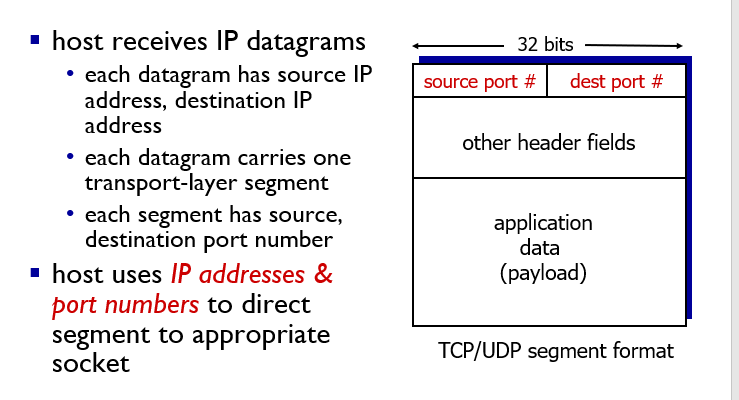 host receives IP datagrams
each datagram has source IP
address, destination IP
address
each datagram carries one
transport-layer segment
each segment has source,
destination port number
host uses IP addresses &
port numbers to direct
segment to appropriate
socket
32 bits
source port #
dest port #
other header fields
application
data
(payload)
TCP/UDP segment format